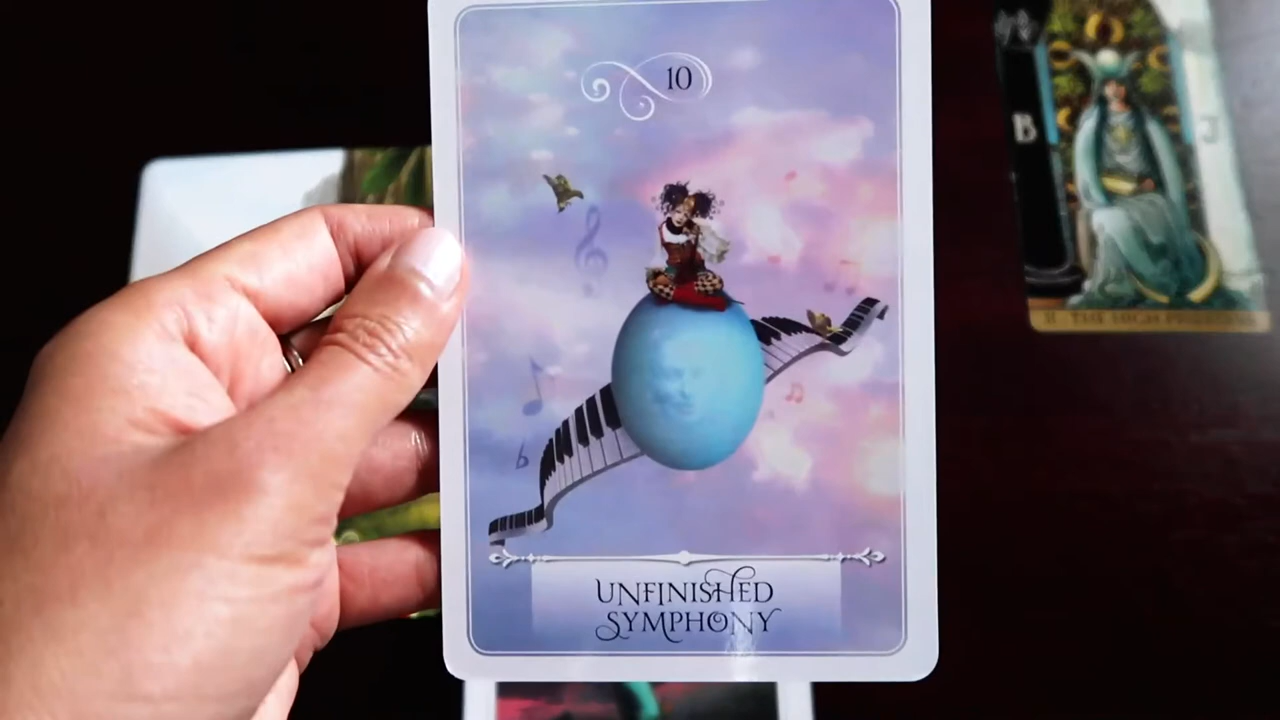 10
UNFINISHED
SYMPHONY
B
J
II - THE HIGH PRIESTESS